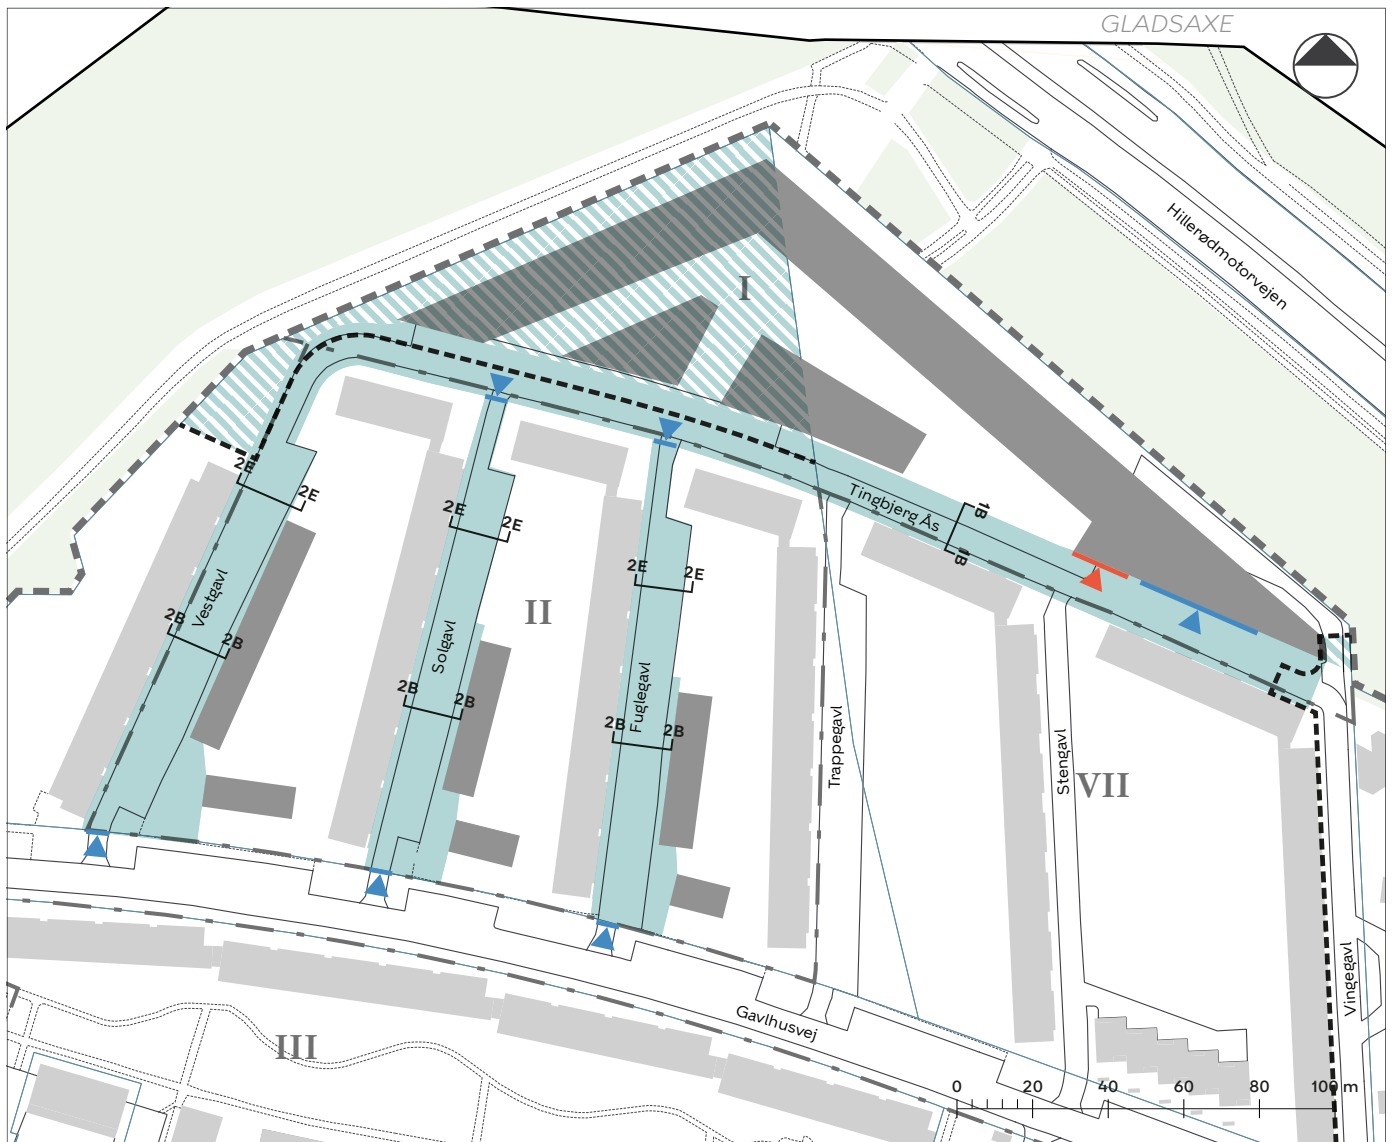 GLADSAXE
Hillerødmotorvejen
I
2E
2E
2E
2E
2E
2E
Tingbjerg Ås
1B
1B
Vestgavl
2B
2B
II
Solgavl
2B
2B
Fuglegavl
2B
2B
Trappegavl
Stengavl
VII
Vingegavl
Gavlhusvej
III
0 20 40 60 80 100 m